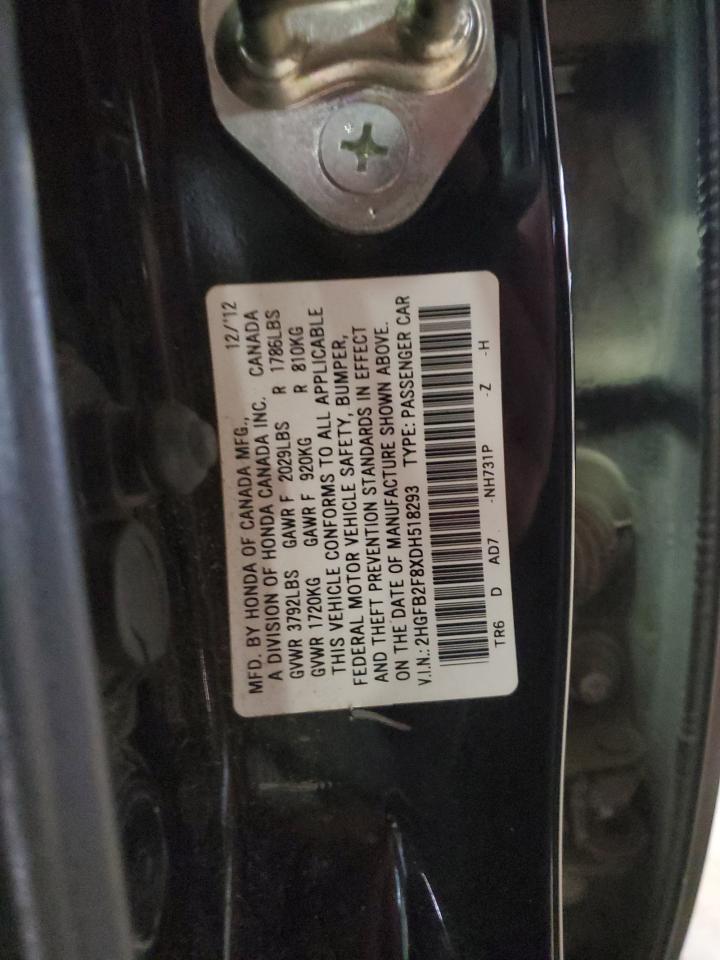 MFD. BY HONDA OF CANADA MFG., 12/'12
A DIVISION OF HONDA CANADA INC. CANADA
GVWR 3792LBS GAWR F 2029LBS R 1786LBS
GVWR 1720KG GAWR F 920KG R 810KG
THIS VEHICLE CONFORMS TO ALL APPLICABLE
FEDERAL MOTOR VEHICLE SAFETY, BUMPER,
AND THEFT PREVENTION STANDARDS IN EFFECT
ON THE DATE OF MANUFACTURE SHOWN ABOVE.
V.I.N.: 2HGFB2F8XDH518293 TYPE: PASSENGER CAR
TR6 D AD7 -NH731P -Z -H